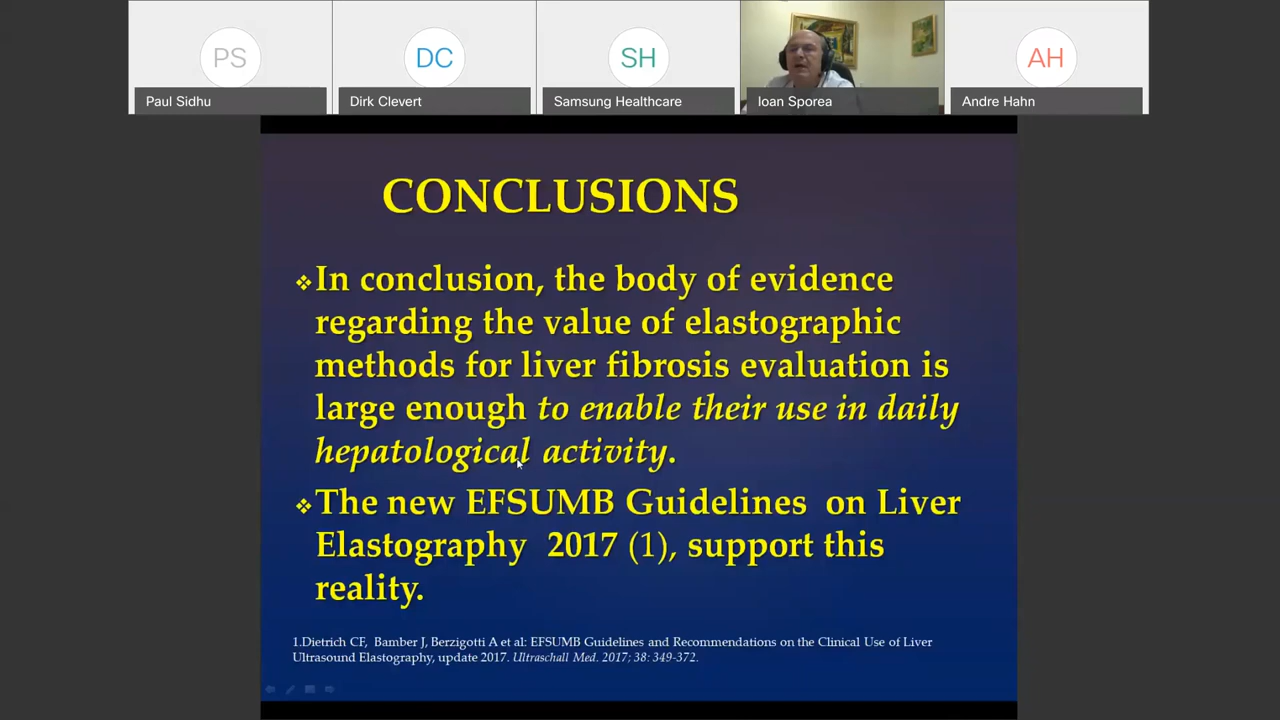 PS
DC
SH
AH
Paul Sidhu
Dirk Clevert
Samsung Healthcare
Ioan Sporea
Andre Hahn
CONCLUSIONS
❖In conclusion, the body of evidence
regarding the value of elastographic
methods for liver fibrosis evaluation is
large enough to enable their use in daily
hepatological activity.
❖The new EFSUMB Guidelines on Liver
Elastography 2017 (1), support this
reality.
1.Dietrich CF, Bamber J, Berzigotti A et al: EFSUMB Guidelines and Recommendations on the Clinical Use of Liver
Ultrasound Elastography, update 2017. Ultraschall Med. 2017; 38: 349-372.